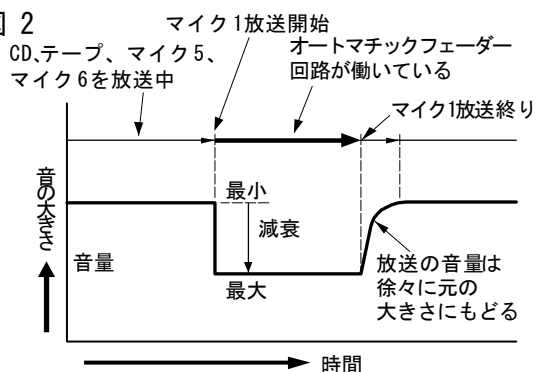 図 2
マイク1放送開始
CD、テープ、マイク5、
マイク6を放送中
オートマチックフェーダー
回路が働いている
マイク1放送終り
音の大きさ
最小
減衰
音量
最大
放送の音量は
徐々に元の
大きさにもどる
時間